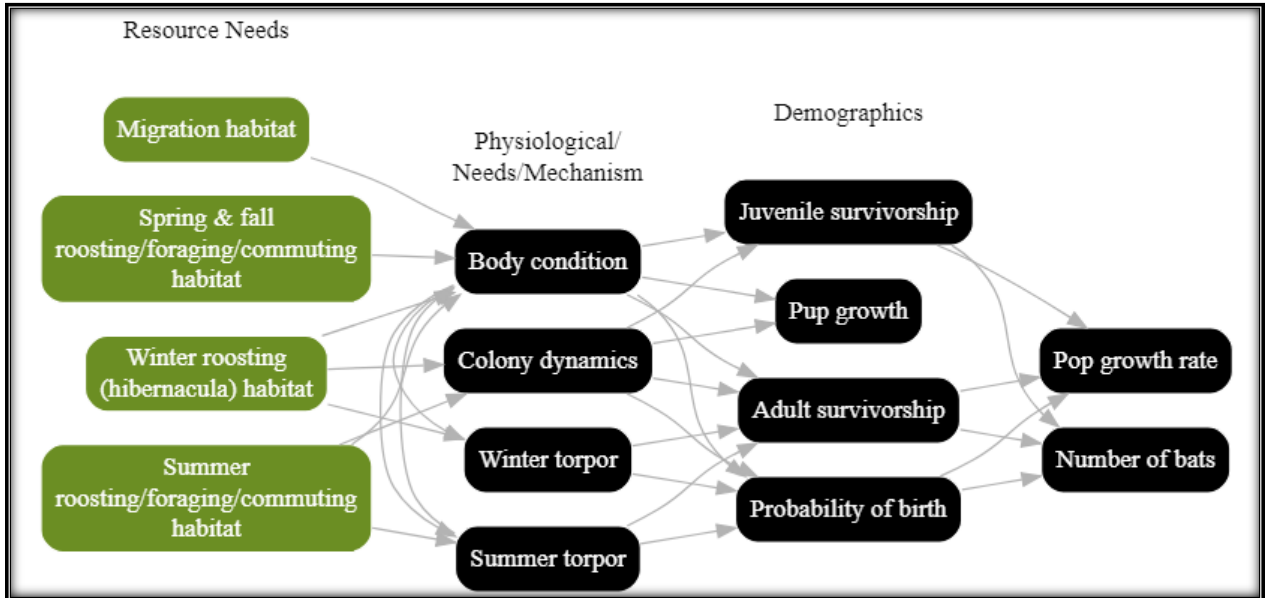 Resource Needs
Migration habitat
Spring & fall
roosting/foraging/commuting
habitat
Winter roosting
(hibernacula) habitat
Summer
roosting/foraging/commuting
habitat
Physiological/
Needs/Mechanism
Body condition
Colony dynamics
Winter torpor
Summer torpor
Demographics
Juvenile survivorship
Pup growth
Adult survivorship
Probability of birth
Pop growth rate
Number of bats